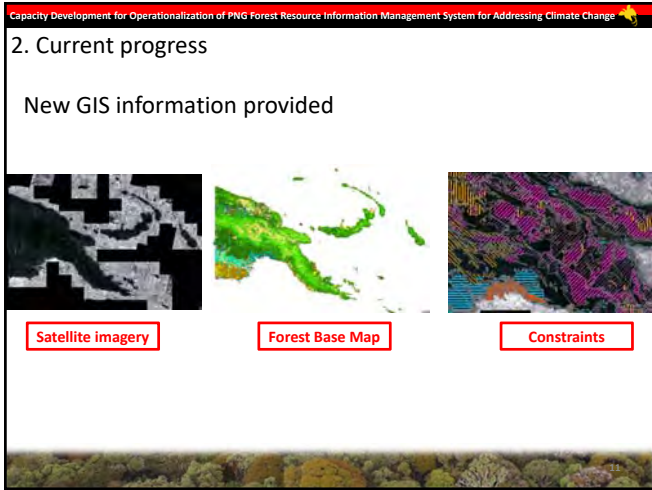 Capacity Development for Operationalization of PNG Forest Resource Information Management System for Addressing Climate Change
2. Current progress
New GIS information provided
Satellite imagery
Forest Base Map
Constraints
11